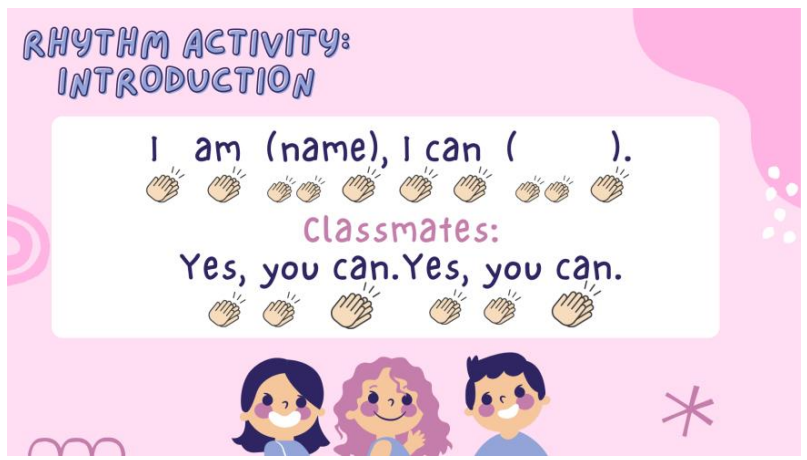 RHYTHM ACTIVITY:
INTRODUCTION
I am (name), I can (      ).
Classmates:
Yes, you can.Yes, you can.